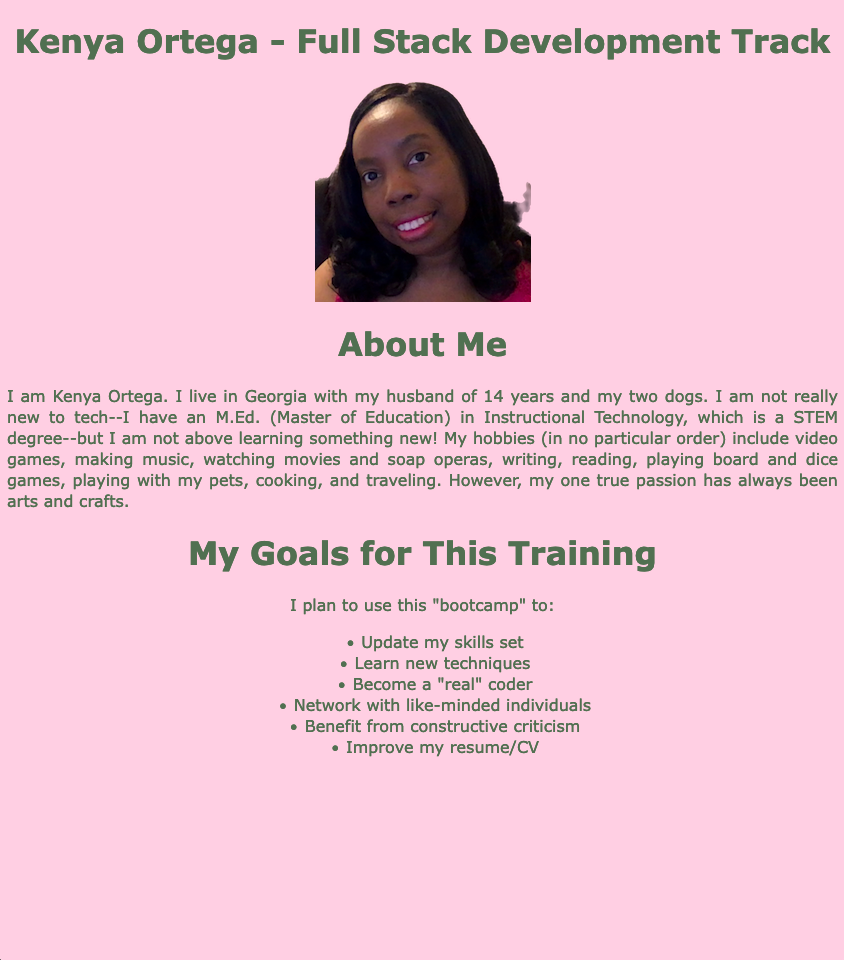 Kenya Ortega - Full Stack Development Track
About Me
I am Kenya Ortega. I live in Georgia with my husband of 14 years and my two dogs. I am not really
new to tech--I have an M.Ed. (Master of Education) in Instructional Technology, which is a STEM
degree--but I am not above learning something new! My hobbies (in no particular order) include video
games, making music, watching movies and soap operas, writing, reading, playing board and dice
games, playing with my pets, cooking, and traveling. However, my one true passion has always been
arts and crafts.
My Goals for This Training
I plan to use this "bootcamp" to:
• Update my skills set
• Learn new techniques
• Become a "real" coder
• Network with like-minded individuals
• Benefit from constructive criticism
• Improve my resume/CV